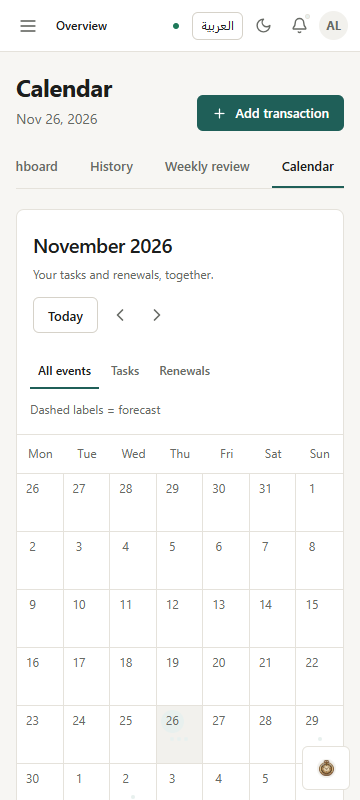 Overview
العربية
AL
Calendar
Nov 26, 2026
Add transaction
hboard History Weekly review Calendar
November 2026
Your tasks and renewals, together.
Today
All events Tasks Renewals
Dashed labels = forecast
Mon Tue Wed Thu Fri Sat Sun
26 27 28 29 30 31 1
2 3 4 5 6 7 8
9 10 11 12 13 14 15
16 17 18 19 20 21 22
23 24 25 26 27 28 29
30 1 2 3 4 5